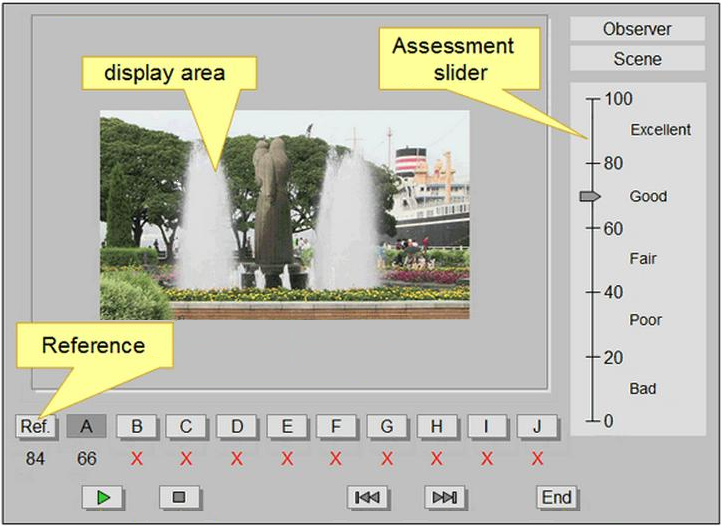 Observer
Scene
Assessment
slider
display area
100
Excellent
80
Good
60
Fair
40
Poor
20
Bad
0
Reference
Ref. A B C D E F G H I J
84 66 X X X X X X X X X
End